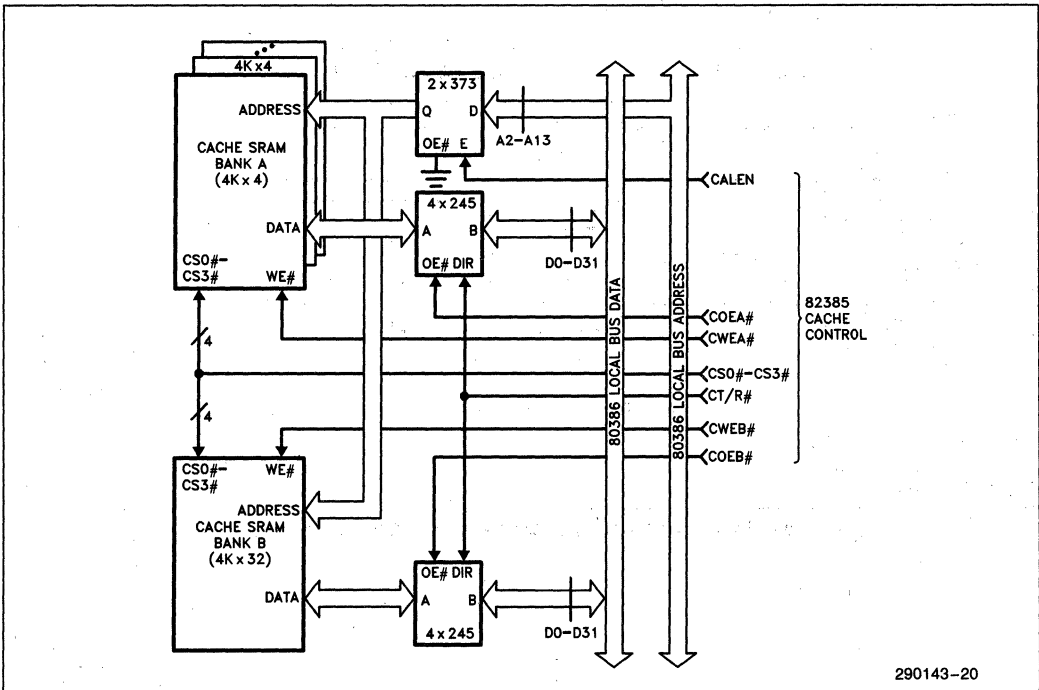 4K x 4
ADDRESS
CACHE SRAM
BANK A
(4K x 4)
DATA
CS0#-
CS3#
WE#
2 x 373
Q
D
OE#
E
A2-A13
4 x 245
A
B
OE#
DIR
D0-D31
4
4
CS0#-
CS3#
WE#
ADDRESS
CACHE SRAM
BANK B
(4K x 32)
DATA
OE#
DIR
A
B
4 x 245
D0-D31
80386 LOCAL BUS DATA
80386 LOCAL BUS ADDRESS
CALEN
COEA#
CWEA#
CS0#-CS3#
CT/R#
CWEB#
COEB#
82385
CACHE
CONTROL
290143-20